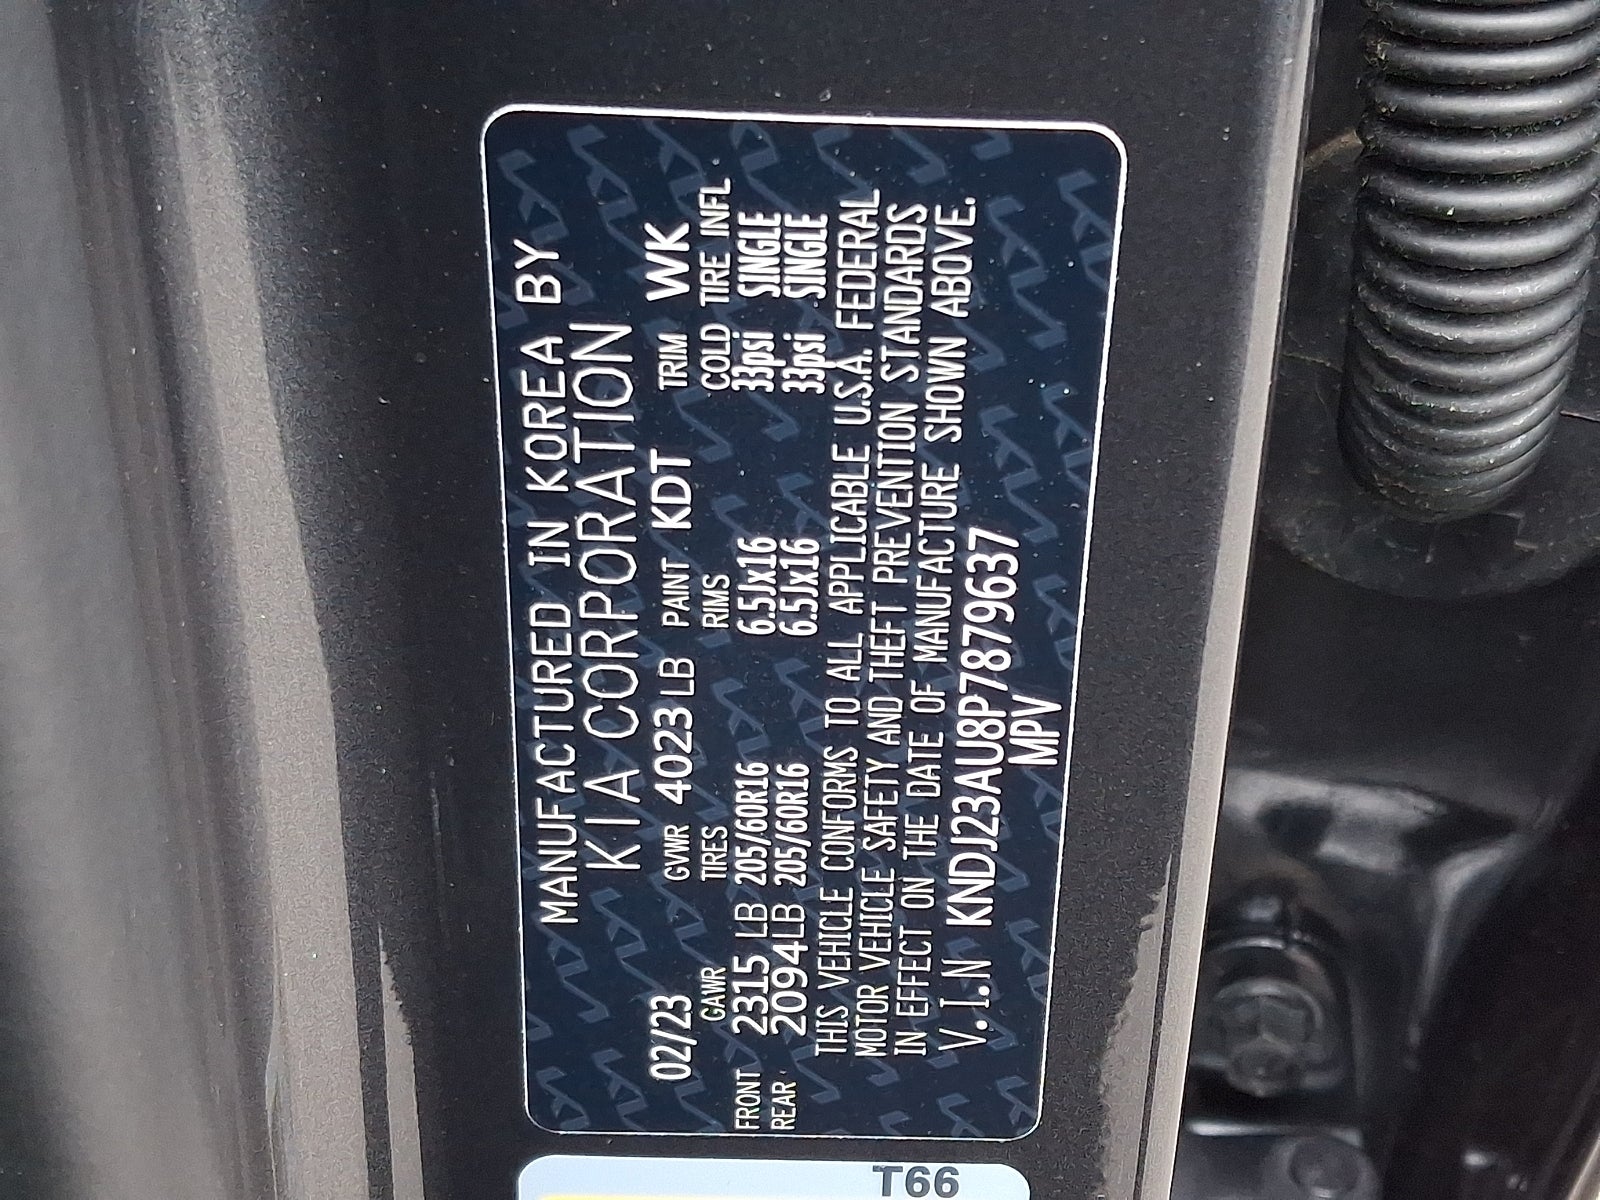 MANUFACTURED IN KOREA BY
KIA CORPORATION
02/23 GVWR 4023 LB PAINT KDT TRIM WK
GAWR TIRES RIMS COLD TIRE INFL
FRONT 2315 LB 205/60R16 6.5Jx16 33psi SINGLE
REAR 2094LB 205/60R16 6.5Jx16 33psi SINGLE
THIS VEHICLE CONFORMS TO ALL APPLICABLE U.S.A. FEDERAL
MOTOR VEHICLE SAFETY AND THEFT PREVENTION STANDARDS
IN EFFECT ON THE DATE OF MANUFACTURE SHOWN ABOVE.
V.I.N KNDJ23AU8P7879637
MPV
T66